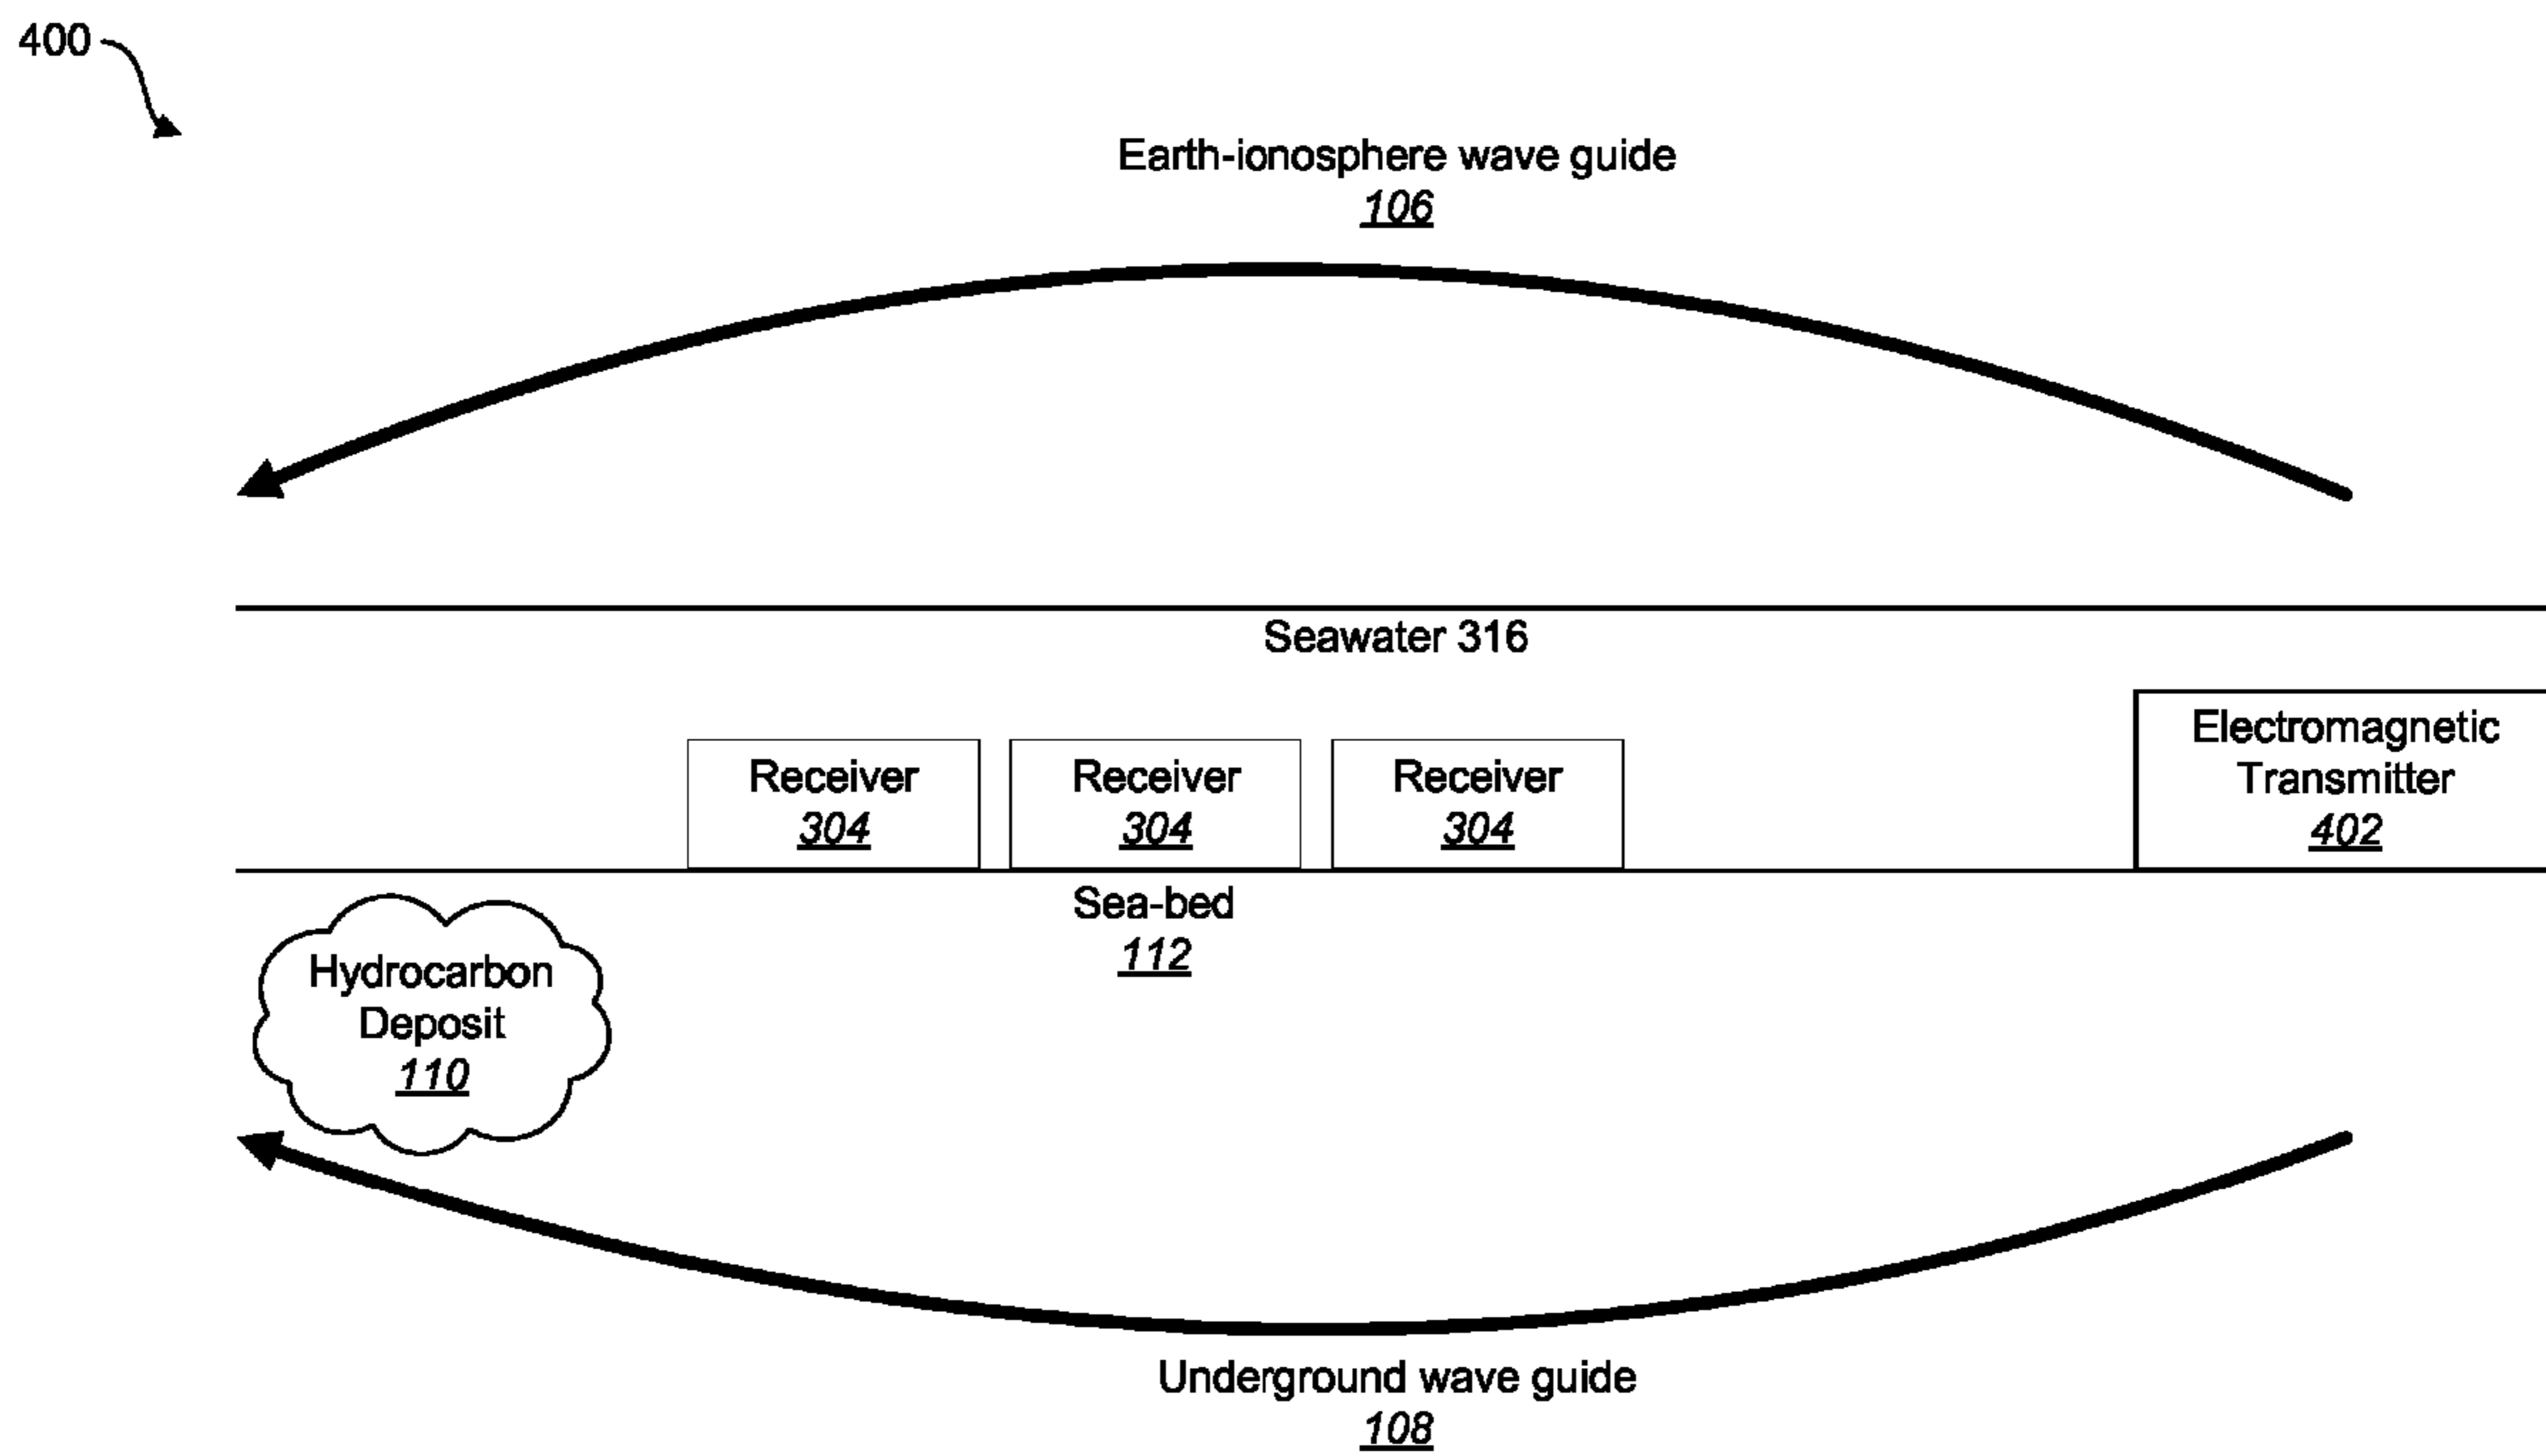 400
Earth-ionosphere wave guide
106
Seawater 316
Receiver
304
Receiver
304
Receiver
304
Electromagnetic
Transmitter
402
Sea-bed
112
Hydrocarbon
Deposit
110
Underground wave guide
108